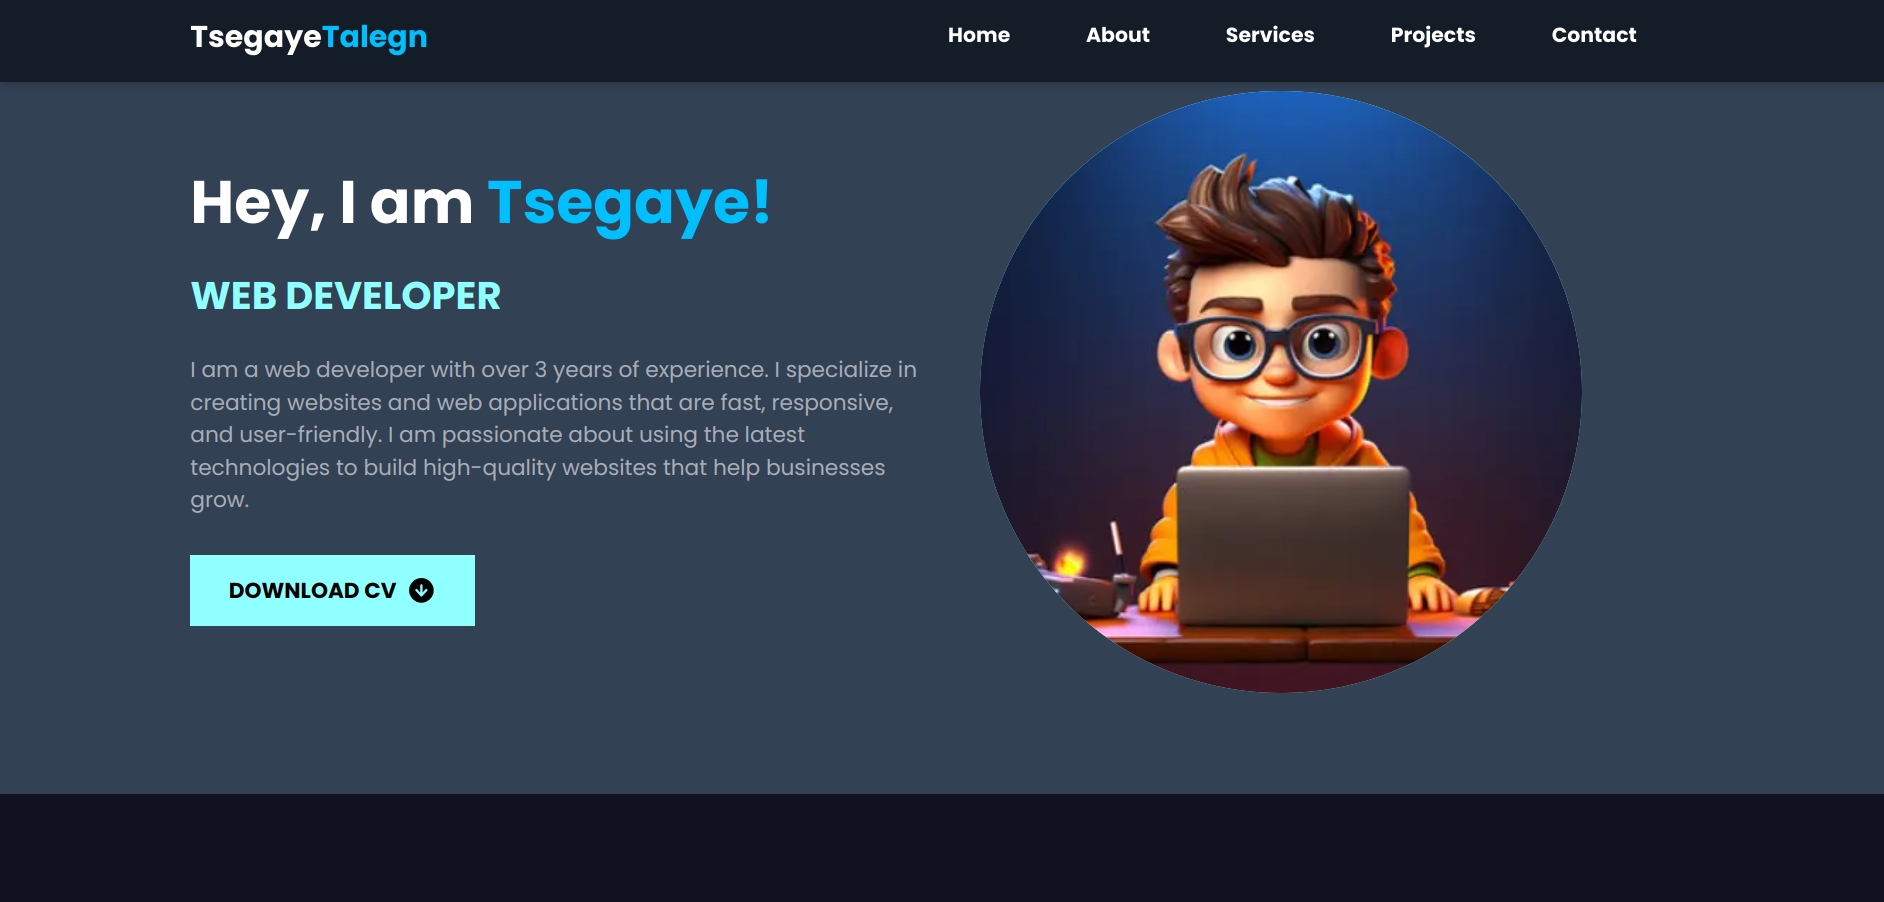 TsegayeTalegn
Home About Services Projects Contact
Hey, I am Tsegaye!
WEB DEVELOPER
I am a web developer with over 3 years of experience. I specialize in
creating websites and web applications that are fast, responsive,
and user-friendly. I am passionate about using the latest
technologies to build high-quality websites that help businesses
grow.
DOWNLOAD CV